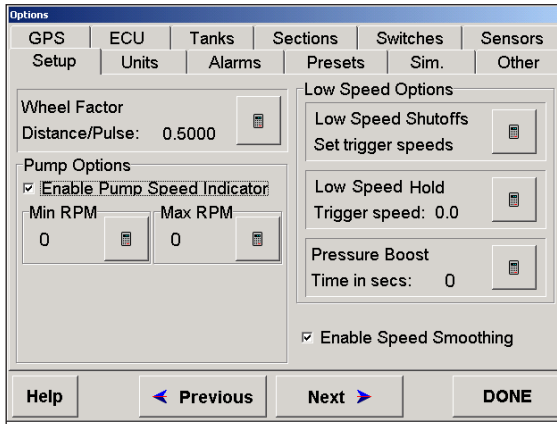 Options
GPS ECU Tanks Sections Switches Sensors
Setup Units Alarms Presets Sim. Other
Wheel Factor
Distance/Pulse: 0.5000
Pump Options
Enable Pump Speed Indicator
Min RPM Max RPM
0 0
Low Speed Options
Low Speed Shutoffs
Set trigger speeds
Low Speed Hold
Trigger speed: 0.0
Pressure Boost
Time in secs: 0
Enable Speed Smoothing
Help Previous Next DONE